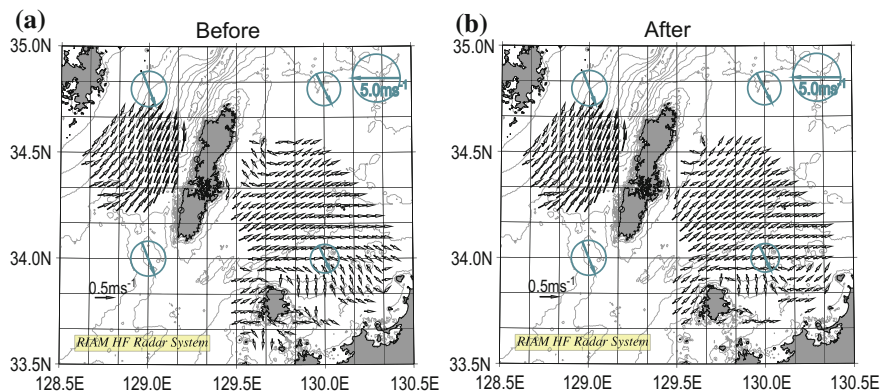 (a)
Before
35.0N
34.5N
34.0N
33.5N
5.0ms-1
0.5ms-1
RIAM HF Radar System
128.5E 129.0E 129.5E 130.0E 130.5E
(b)
After
35.0N
34.5N
34.0N
33.5N
5.0ms-1
0.5ms-1
RIAM HF Radar System
128.5E 129.0E 129.5E 130.0E 130.5E